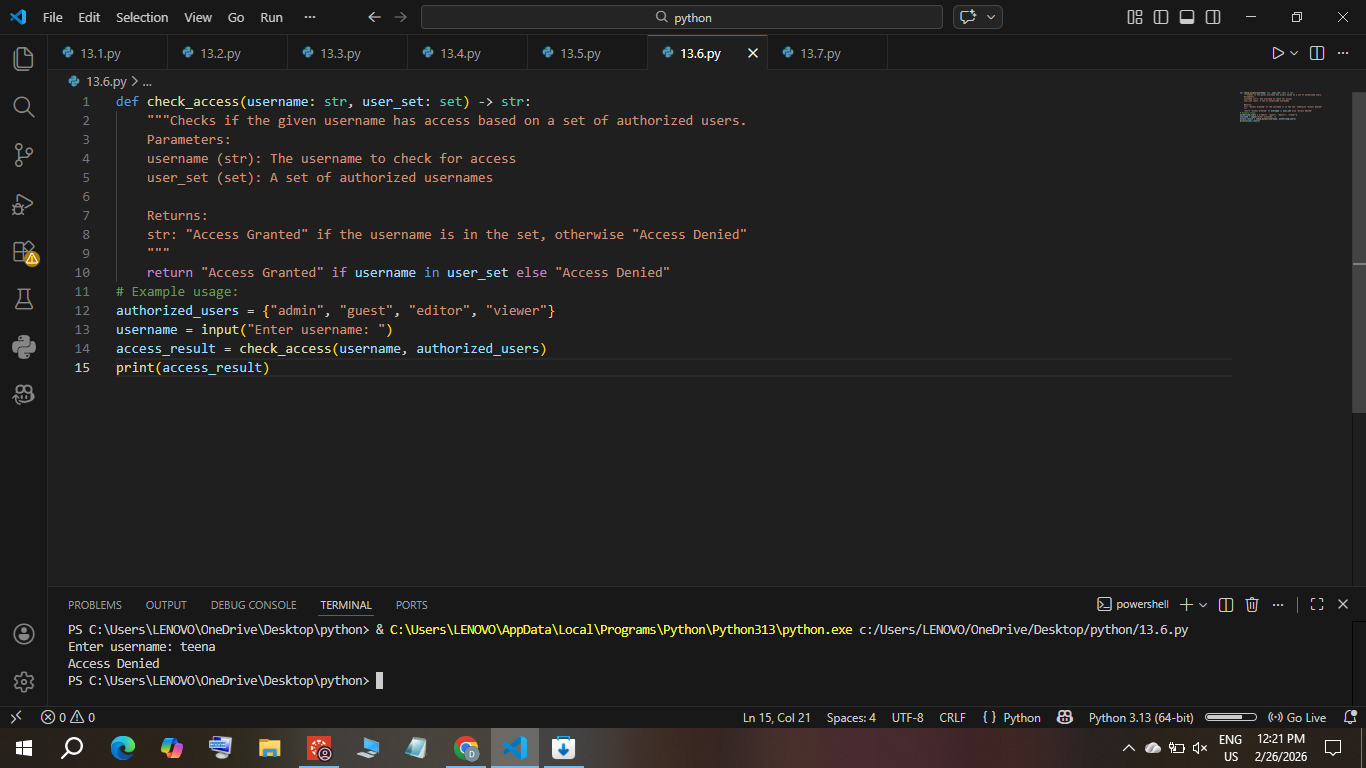 File Edit Selection View Go Run ··· python
13.1.py 13.2.py 13.3.py 13.4.py 13.5.py 13.6.py 13.7.py
13.6.py > ...
1 def check_access(username: str, user_set: set) -> str:
2     """Checks if the given username has access based on a set of authorized users.
3     Parameters:
4     username (str): The username to check for access
5     user_set (set): A set of authorized usernames
6
7     Returns:
8     str: "Access Granted" if the username is in the set, otherwise "Access Denied"
9     """
10     return "Access Granted" if username in user_set else "Access Denied"
11 # Example usage:
12 authorized_users = {"admin", "guest", "editor", "viewer"}
13 username = input("Enter username: ")
14 access_result = check_access(username, authorized_users)
15 print(access_result)
PROBLEMS OUTPUT DEBUG CONSOLE TERMINAL PORTS powershell
PS C:\Users\LENOVO\OneDrive\Desktop\python> & C:\Users\LENOVO\AppData\Local\Programs\Python\Python313\python.exe c:/Users/LENOVO/OneDrive/Desktop/python/13.6.py
Enter username: teena
Access Denied
PS C:\Users\LENOVO\OneDrive\Desktop\python>
0 0 Ln 15, Col 21 Spaces: 4 UTF-8 CRLF {} Python Python 3.13 (64-bit) Go Live
ENG 12:21 PM
US 2/26/2026